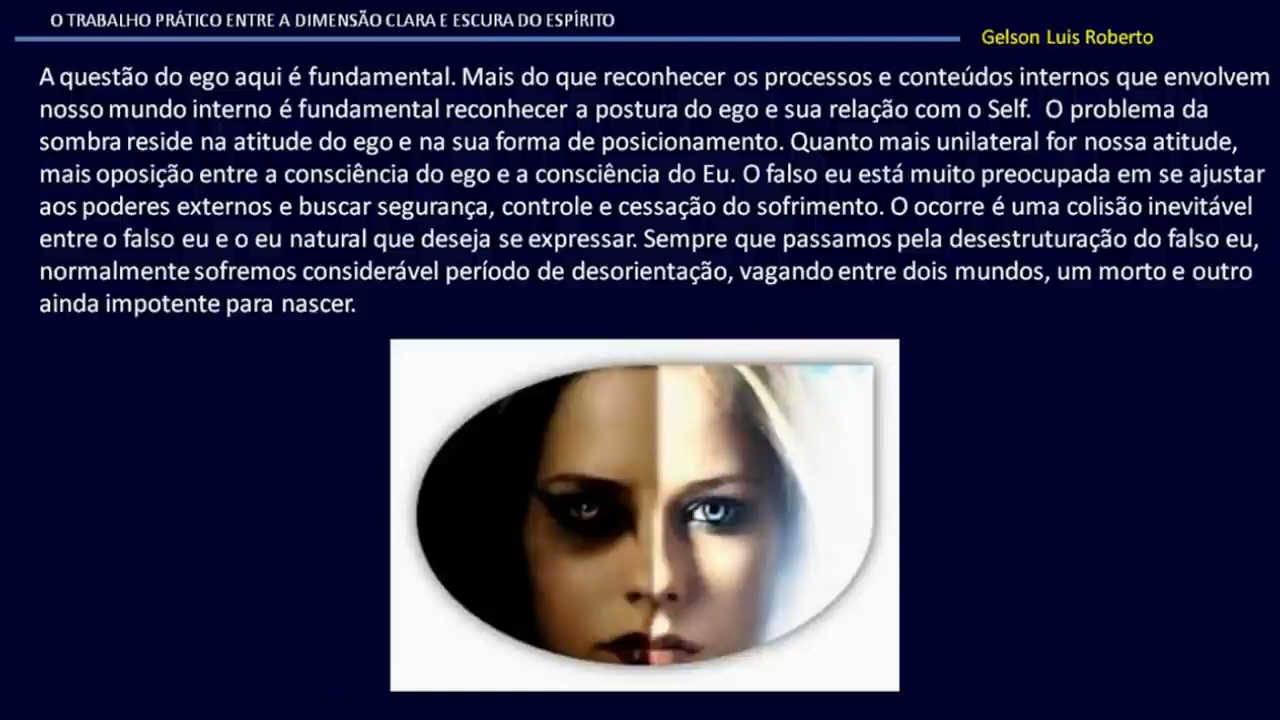 O TRABALHO PRÁTICO ENTRE A DIMENSÃO CLARA E ESCURA DO ESPÍRITO
Gelson Luis Roberto
A questão do ego aqui é fundamental. Mais do que reconhecer os processos e conteúdos internos que envolvem
nosso mundo interno é fundamental reconhecer a postura do ego e sua relação com o Self. O problema da
sombra reside na atitude do ego e na sua forma de posicionamento. Quanto mais unilateral for nossa atitude,
mais oposição entre a consciência do ego e a consciência do Eu. O falso eu está muito preocupada em se ajustar
aos poderes externos e buscar segurança, controle e cessação do sofrimento. O ocorre é uma colisão inevitável
entre o falso eu e o eu natural que deseja se expressar. Sempre que passamos pela desestruturação do falso eu,
normalmente sofremos considerável período de desorientação, vagando entre dois mundos, um morto e outro
ainda impotente para nascer.